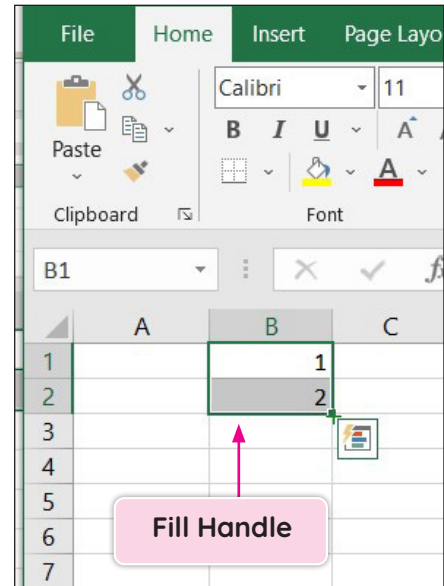 File Home Insert Page Layo
Calibri 11
B I U A
Paste
A
Clipboard Font
B1
A B C
1 1
2 2
3
4
5
Fill Handle
6
7